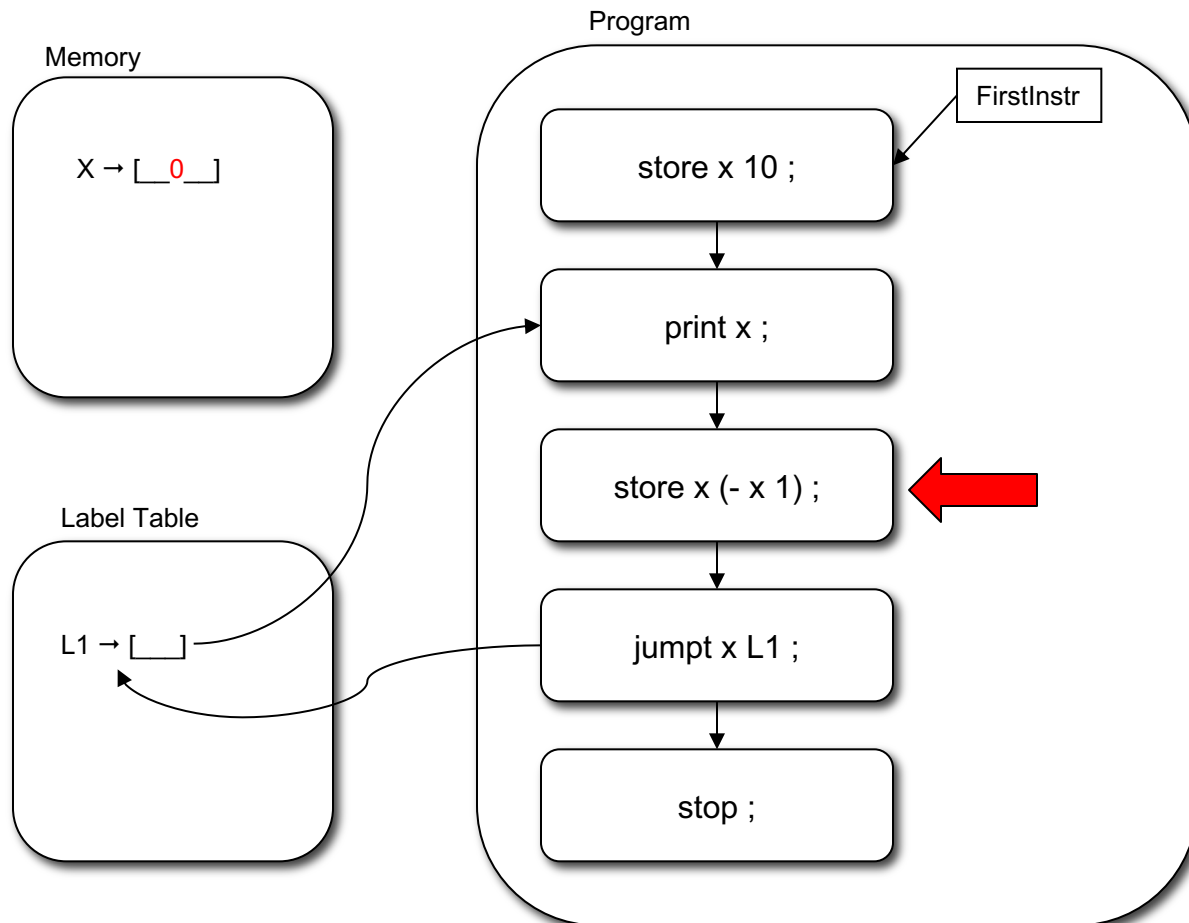 Program
Memory
FirstInstr
X → [__0__]
store x 10 ;
print x ;
store x (- x 1) ;
Label Table
L1 → [___]
jumpt x L1 ;
stop ;